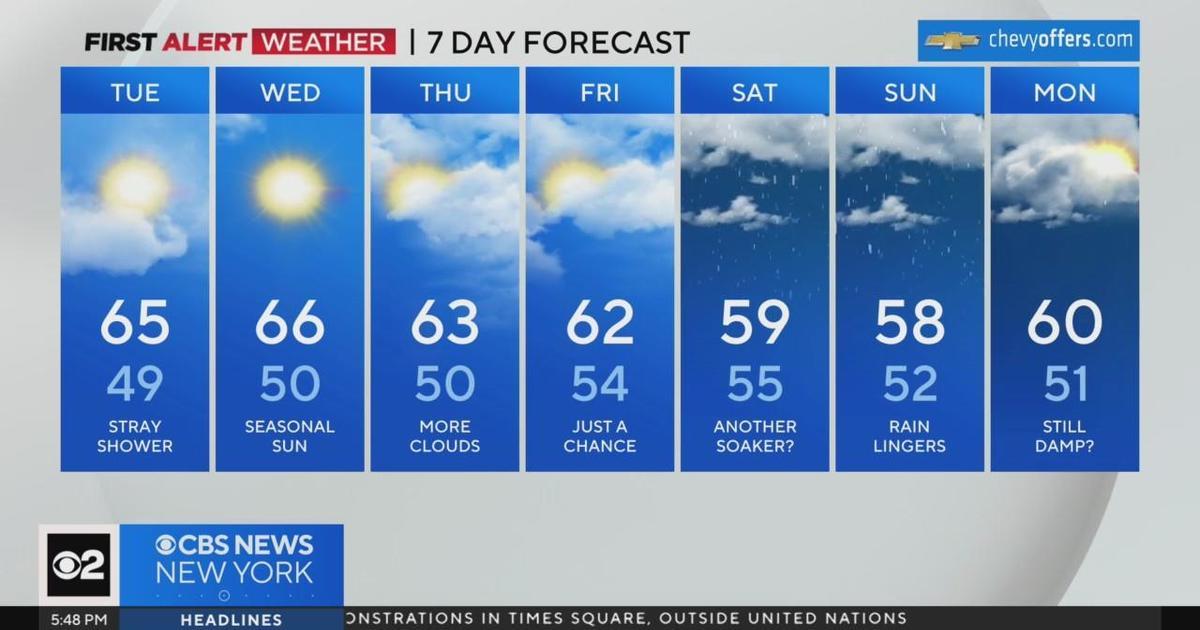 FIRST ALERT WEATHER | 7 DAY FORECAST
chevyoffers.com
TUE
65
49
STRAY
SHOWER
WED
66
50
SEASONAL
SUN
THU
63
50
MORE
CLOUDS
FRI
62
54
JUST A
CHANCE
SAT
59
55
ANOTHER
SOAKER?
SUN
58
52
RAIN
LINGERS
MON
60
51
STILL
DAMP?
2
CBS NEWS
NEW YORK
5:48 PM
HEADLINES
ONSTRATIONS IN TIMES SQUARE, OUTSIDE UNITED NATIONS